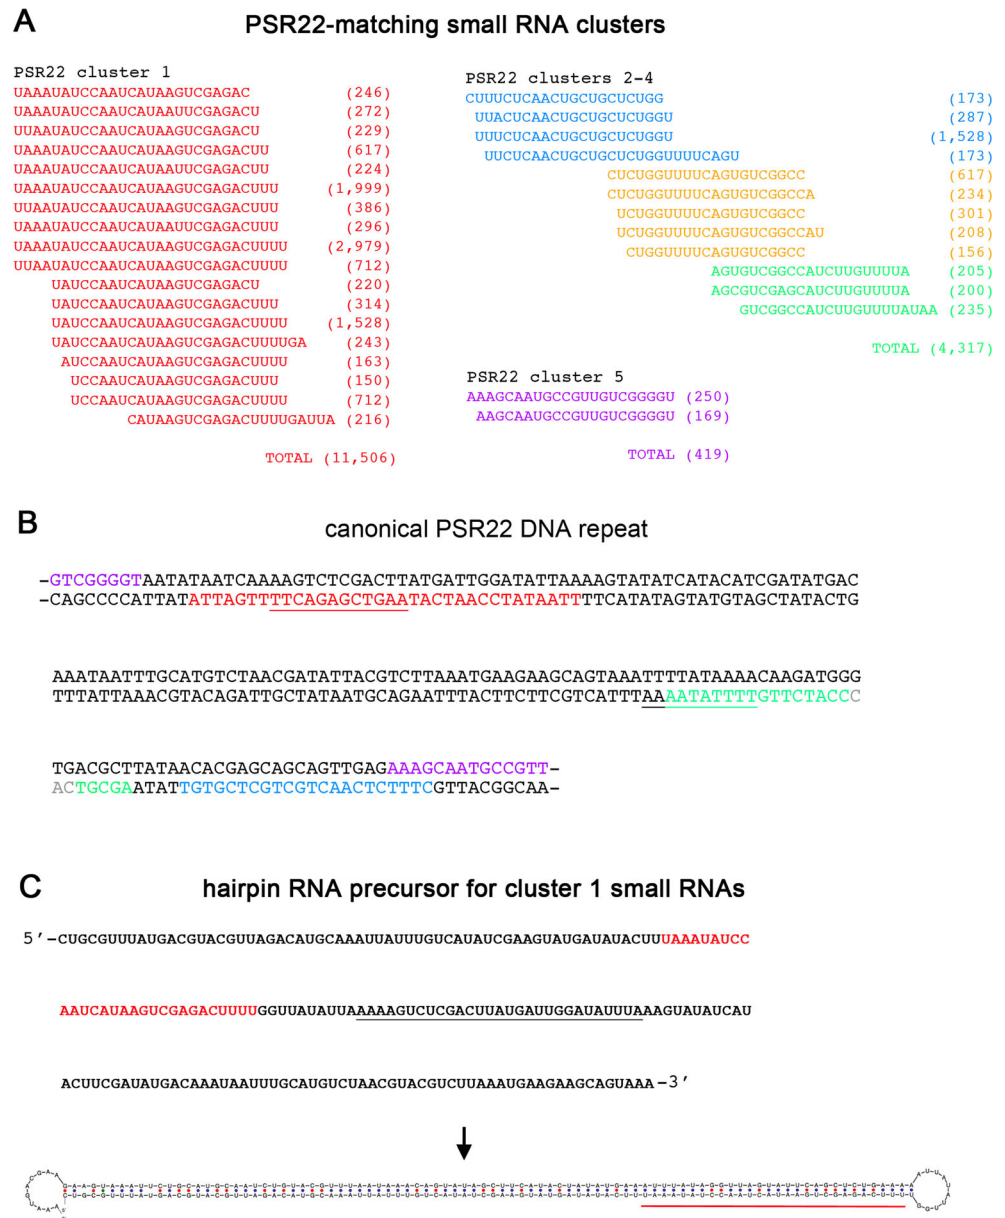 A
PSR22-matching small RNA clusters
PSR22 cluster 1
UAAAUAUCCAAUCAUAAGUCGAGAC (246)
UAAAUAUCCAAUCAUAAUUCGAGACU (272)
UUAAUAUCCAAUCAUAAGUCGAGACU (229)
UAAAUAUCCAAUCAUAAGUCGAGACUU (617)
UAAAUAUCCAAUCAUAAUUCGAGACUU (224)
UAAAUAUCCAAUCAUAAGUCGAGACUUU (1,999)
UUAAUAUCCAAUCAUAAGUCGAGACUUU (386)
UAAAUAUCCAAUCAUAAUUCGAGACUUU (296)
UAAAUAUCCAAUCAUAAGUCGAGACUUUU (2,979)
UUAAUAUCCAAUCAUAAGUCGAGACUUUU (712)
UAUCCAAUCAUAAGUCGAGACU (220)
UAUCCAAUCAUAAGUCGAGACUUU (314)
UAUCCAAUCAUAAGUCGAGACUUUU (1,528)
UAUCCAAUCAUAAGUCGAGACUUUUGA (243)
AUCCAAUCAUAAGUCGAGACUUUU (163)
UCCAAUCAUAAGUCGAGACUUU (150)
UCCAAUCAUAAGUCGAGACUUUU (712)
CAUAAGUCGAGACUUUUGAUUA (216)
TOTAL (11,506)
PSR22 clusters 2-4
CUUUCUCAACUGCUGCUCUGG (173)
UUACUCAACUGCUGCUCUGGU (287)
UUUCUCAACUGCUGCUCUGGU (1,528)
UUCUCAACUGCUGCUCUGGUUUUCAGU (173)
CUCUGGUUUUCAGUGUCGGCC (617)
CUCUGGUUUUCAGUGUCGGCCA (234)
UCUGGUUUUCAGUGUCGGCC (301)
UCUGGUUUUCAGUGUCGGCCAU (208)
CUGGUUUUCAGUGUCGGCC (156)
AGUGUCGGCCAUCUUGUUUUA (205)
AGCGUCGAGCAUCUUGUUUUA (200)
GUCGGCCAUCUUGUUUUAUAA (235)
TOTAL (4,317)
PSR22 cluster 5
AAAGCAAUGCCGUUGUCGGGGU (250)
AAGCAAUGCCGUUGUCGGGGU (169)
TOTAL (419)
B
canonical PSR22 DNA repeat
-GTCGGGGTAATATAATCAAAAGTCTCGACTTATGATTGGATATTAAAAGTATATCATACATCGATATGAC
-CAGCCCCATTATATTAGTTTTCAGAGCTGAATACTAACCTATAATTTTCATATAGTATGTAGCTATACTG
AAATAATTTGCATGTCTAACGATATTACGTCTTAAATGAAGAAGCAGTAAATTTTATAAAACAAGATGGG
TTTATTAAACGTACAGATTGCTATAATGCAGAATTTACTTCTTCGTCATTTAAAATATTTTGTTCTACCC
TGACGCTTATAACACGAGCAGCAGTTGAGAAAGCAATGCCGTT-
ACTGCGAATATTGTGCTCGTCGTCAACTCTTTCGTTACGGCAA-
C
hairpin RNA precursor for cluster 1 small RNAs
5′-CUGCGUUUAUGACGUACGUUAGACAUGCAAAUUAUUUGUCAUAUCGAAGUAUGAUAUACUUUAAAUAUCC
AAUCAUAAGUCGAGACUUUUGGUUAUAUUAAAAAGUCUCGACUUAUGAUUGGAUAUUUAAAGUAUAUCAU
ACUUCGAUAUGACAAAUAAUUUGCAUGUCUAACGUACGUCUUAAAUGAAGAAGCAGUAAA-3′